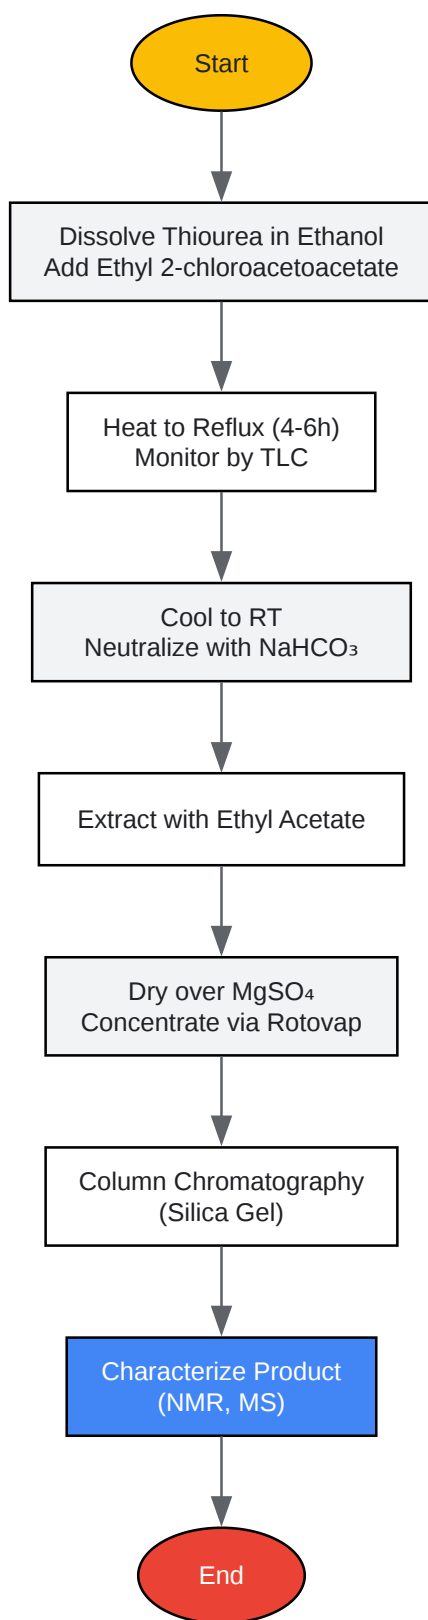 Start
Dissolve Thiourea in Ethanol
Add Ethyl 2-chloroacetoacetate
Heat to Reflux (4-6h)
Monitor by TLC
Cool to RT
Neutralize with NaHCO₃
Extract with Ethyl Acetate
Dry over MgSO₄
Concentrate via Rotovap
Column Chromatography
(Silica Gel)
Characterize Product
(NMR, MS)
End